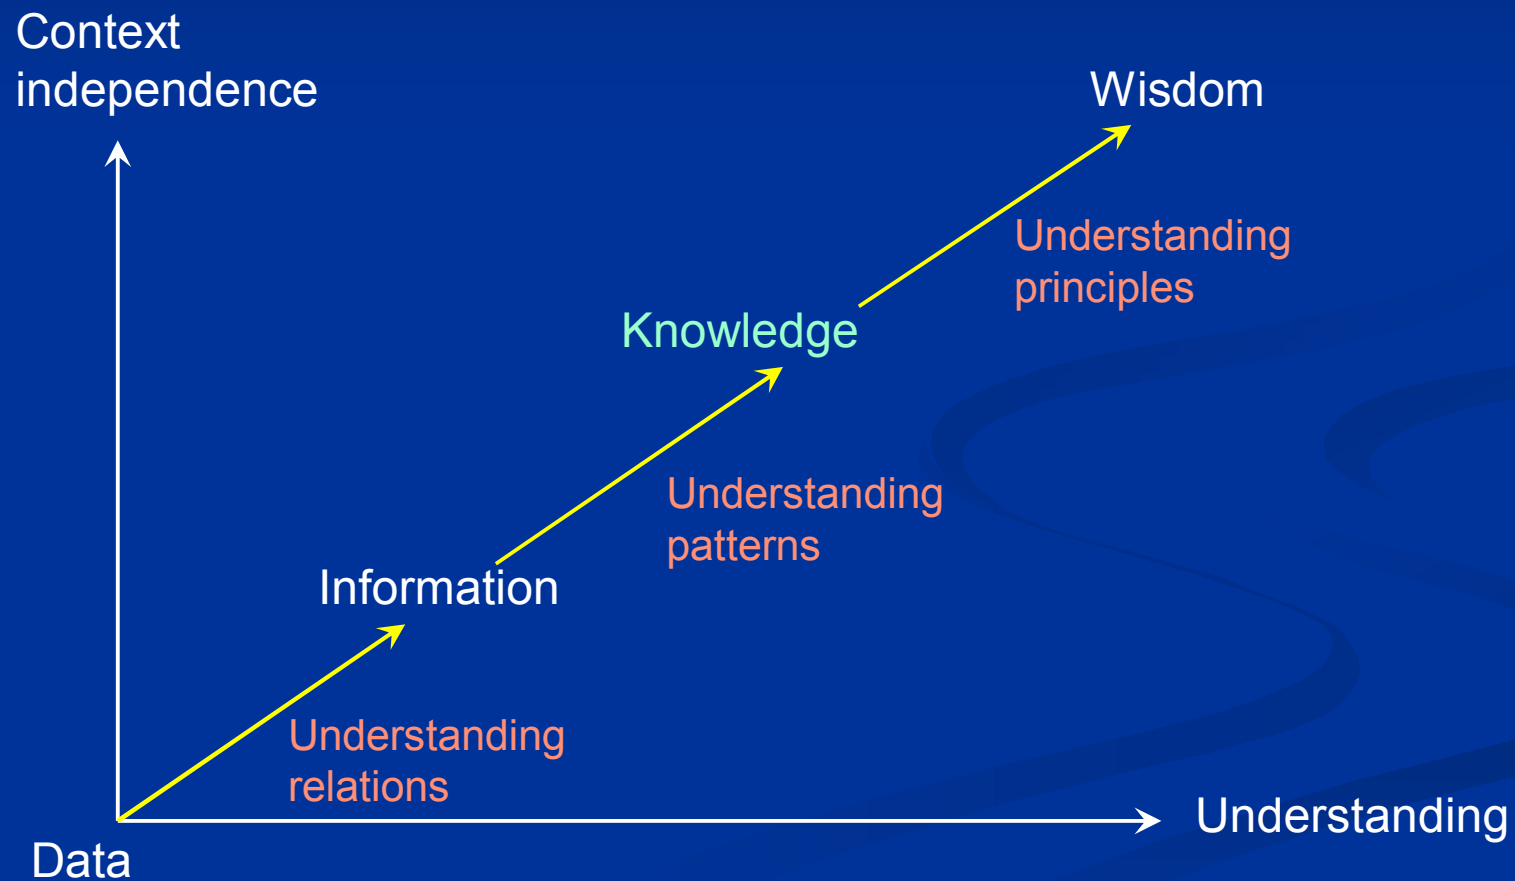 Context
independence
Wisdom
Understanding
principles
Knowledge
Understanding
patterns
Information
Understanding
relations
Understanding
Data